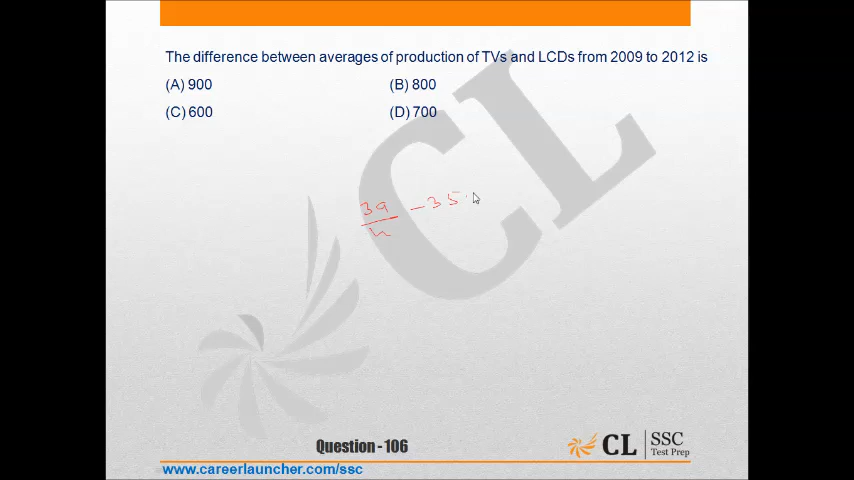 The difference between averages of production of TVs and LCDs from 2009 to 2012 is
(A) 900 (B) 800
(C) 600 (D) 700
CL
39/4 - 35.
Question - 106
CL SSC
Test Prep
www.careerlauncher.com/ssc